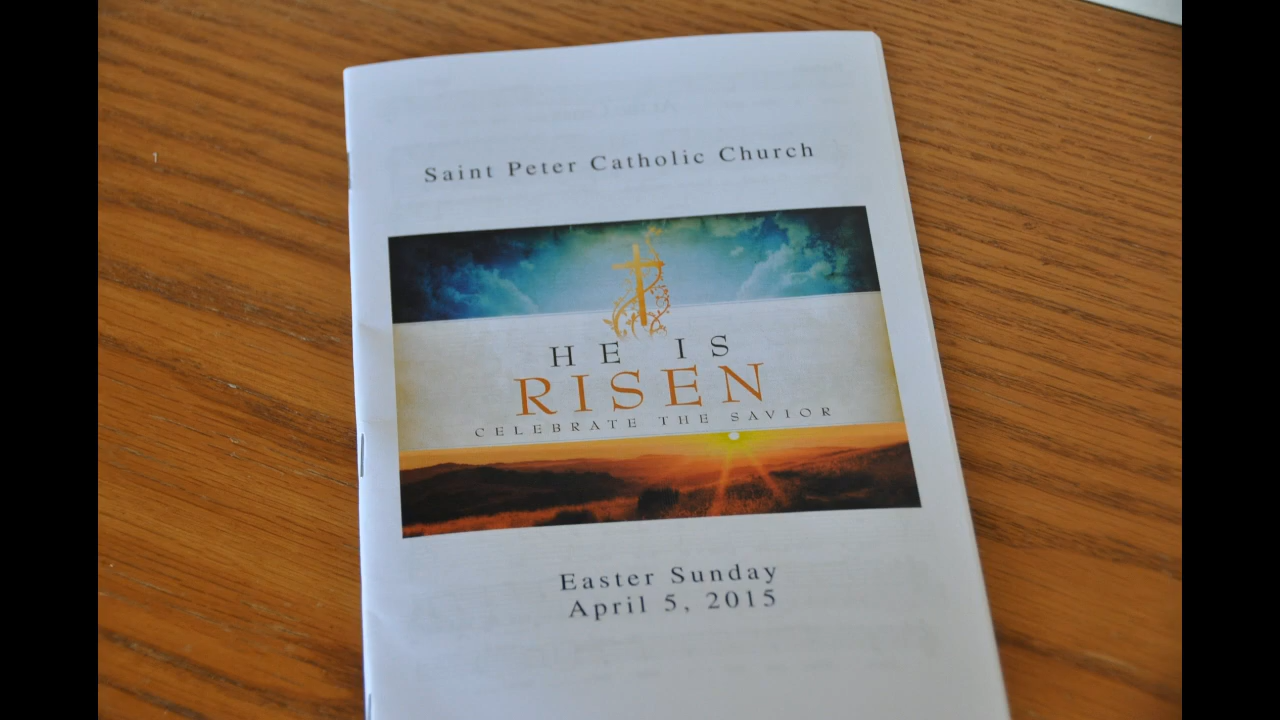 Saint Peter Catholic Church
HE IS
RISEN
CELEBRATE THE SAVIOR
Easter Sunday
April 5, 2015